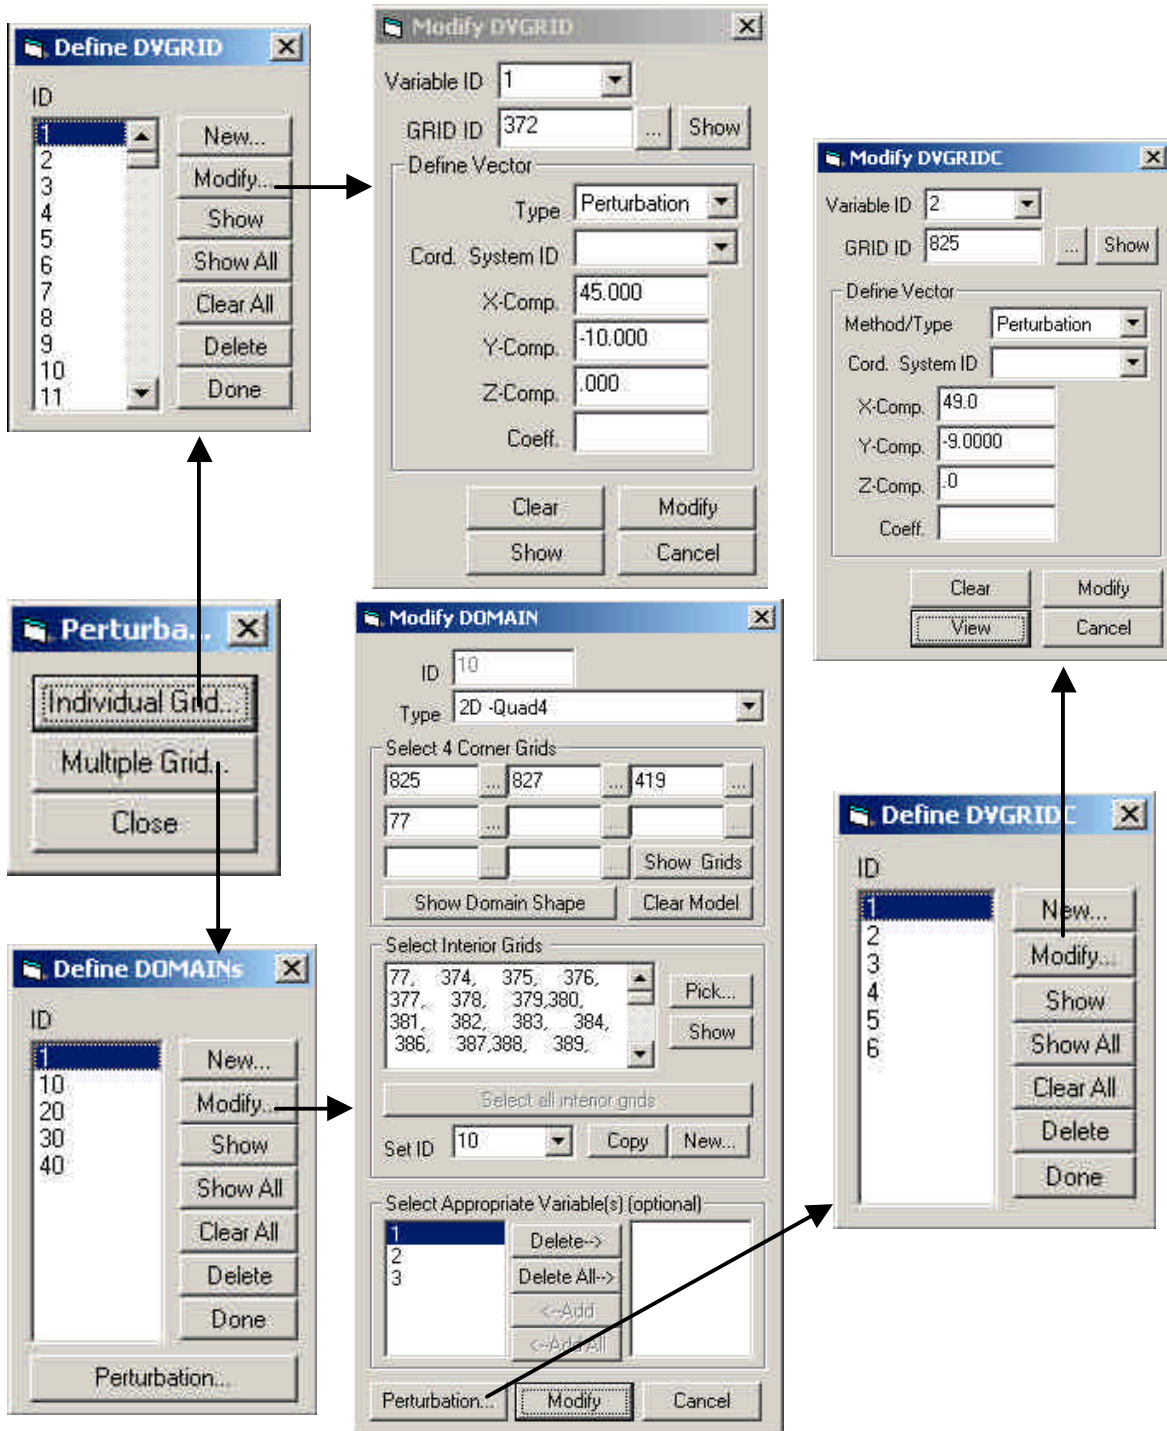 Define DVGRID
ID
1
2
3
4
5
6
7
8
9
10
11
New...
Modify...
Show
Show All
Clear All
Delete
Done
Modify DVGRID
Variable ID 1
GRID ID 372 ... Show
Define Vector
Type Perturbation
Cord. System ID
X-Comp. 45.000
Y-Comp. -10.000
Z-Comp. .000
Coeff.
Clear Modify
Show Cancel
Modify DVGRIDC
Variable ID 2
GRID ID 825 ... Show
Define Vector
Method/Type Perturbation
Cord. System ID
X-Comp. 49.0
Y-Comp. -9.0000
Z-Comp. .0
Coeff.
Clear Modify
View Cancel
Perturba...
Individual Grid...
Multiple Grid...
Close
Modify DOMAIN
ID 10
Type 2D -Quad4
Select 4 Corner Grids
825 ... 827 ... 419 ...
77 ... ... ...
... ... Show Grids
Show Domain Shape Clear Model
Select Interior Grids
77, 374, 375, 376,
377, 378, 379,380,
381, 382, 383, 384,
386, 387,388, 389,
Pick...
Show
Select all interior grids
Set ID 10 Copy New...
Select Appropriate Variable(s) (optional)
1
2
3
Delete-->
Delete All-->
<--Add
<--Add All
Perturbation... Modify Cancel
Define DVGRIDC
ID
1
2
3
4
5
6
New...
Modify...
Show
Show All
Clear All
Delete
Done
Define DOMAINs
ID
1
10
20
30
40
New...
Modify...
Show
Show All
Clear All
Delete
Done
Perturbation...